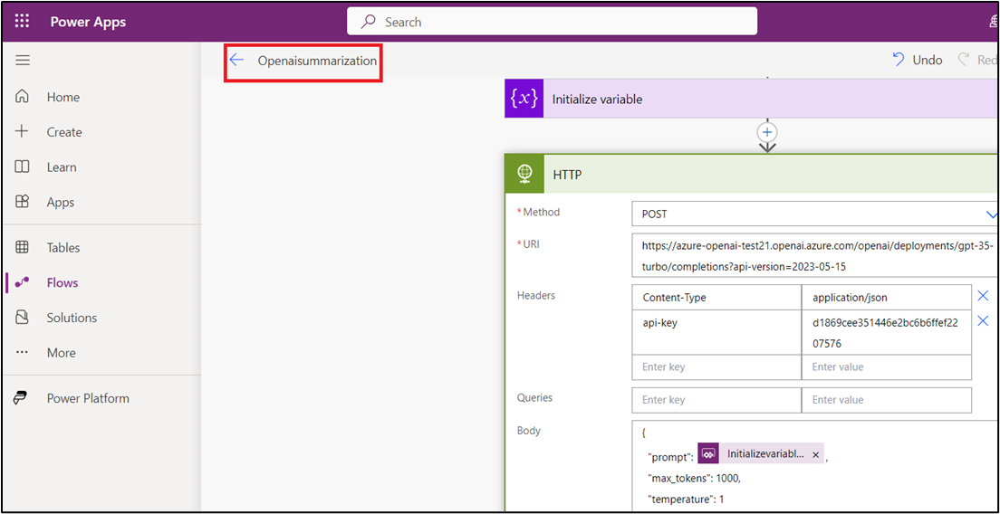 Power Apps
Search
Openaisummarization
Undo
Home
Create
Learn
Apps
Tables
Flows
Solutions
More
Power Platform
{x} Initialize variable
HTTP
*Method
POST
*URI
https://azure-openai-test21.openai.azure.com/openai/deployments/gpt-35-
turbo/completions?api-version=2023-05-15
Headers
Content-Type application/json
api-key d1869cee351446e2bc6b6ffef22
07576
Enter key Enter value
Queries
Enter key Enter value
Body
{
"prompt": Initializevariabl... × ,
"max_tokens": 1000,
"temperature": 1